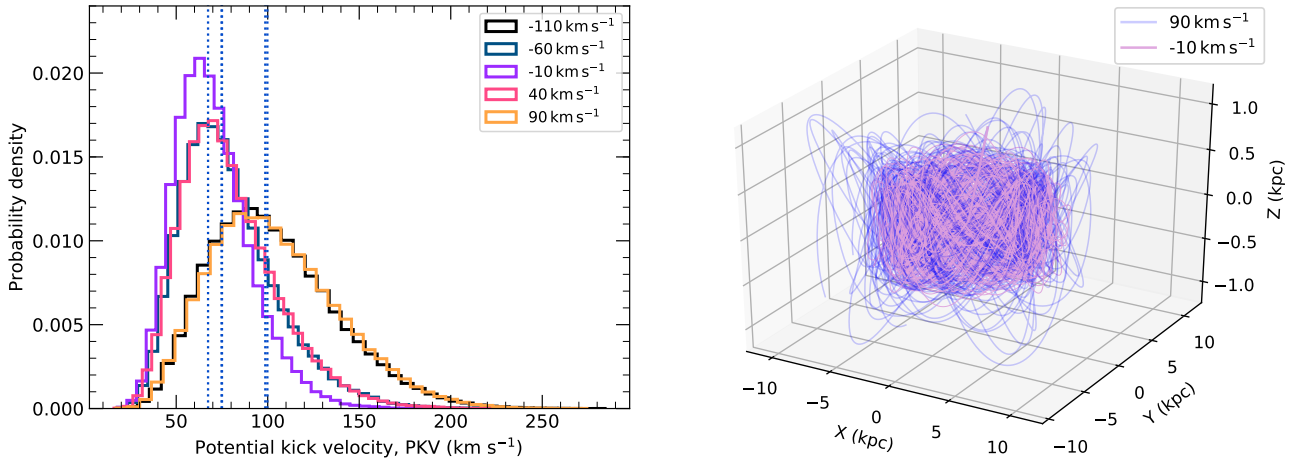 -110 km s⁻¹
-60 km s⁻¹
-10 km s⁻¹
40 km s⁻¹
90 km s⁻¹
Probability density
0.020
0.015
0.010
0.005
0.000
50
100
150
200
250
Potential kick velocity, PKV (km s⁻¹)
90 km s⁻¹
-10 km s⁻¹
1.0
0.5
0.0
−0.5
−1.0
Z (kpc)
−10
−5
0
5
10
X (kpc)
−10
−5
0
5
10
Y (kpc)